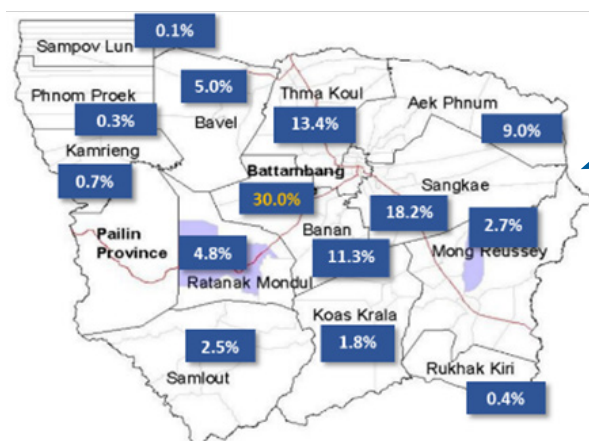 0.1%
Sampov Lun
5.0%
Thma Koul
Phnom Proek
Aek Phnum
0.3%
Bavel
13.4%
9.0%
Kamrieng
Battambang
0.7%
Sangkae
30.0%
18.2%
2.7%
Pailin
Province
Banan
4.8%
11.3%
Mong Reussey
Ratanak Mondul
Koas Krala
2.5%
1.8%
Rukhak Kiri
Samlout
0.4%